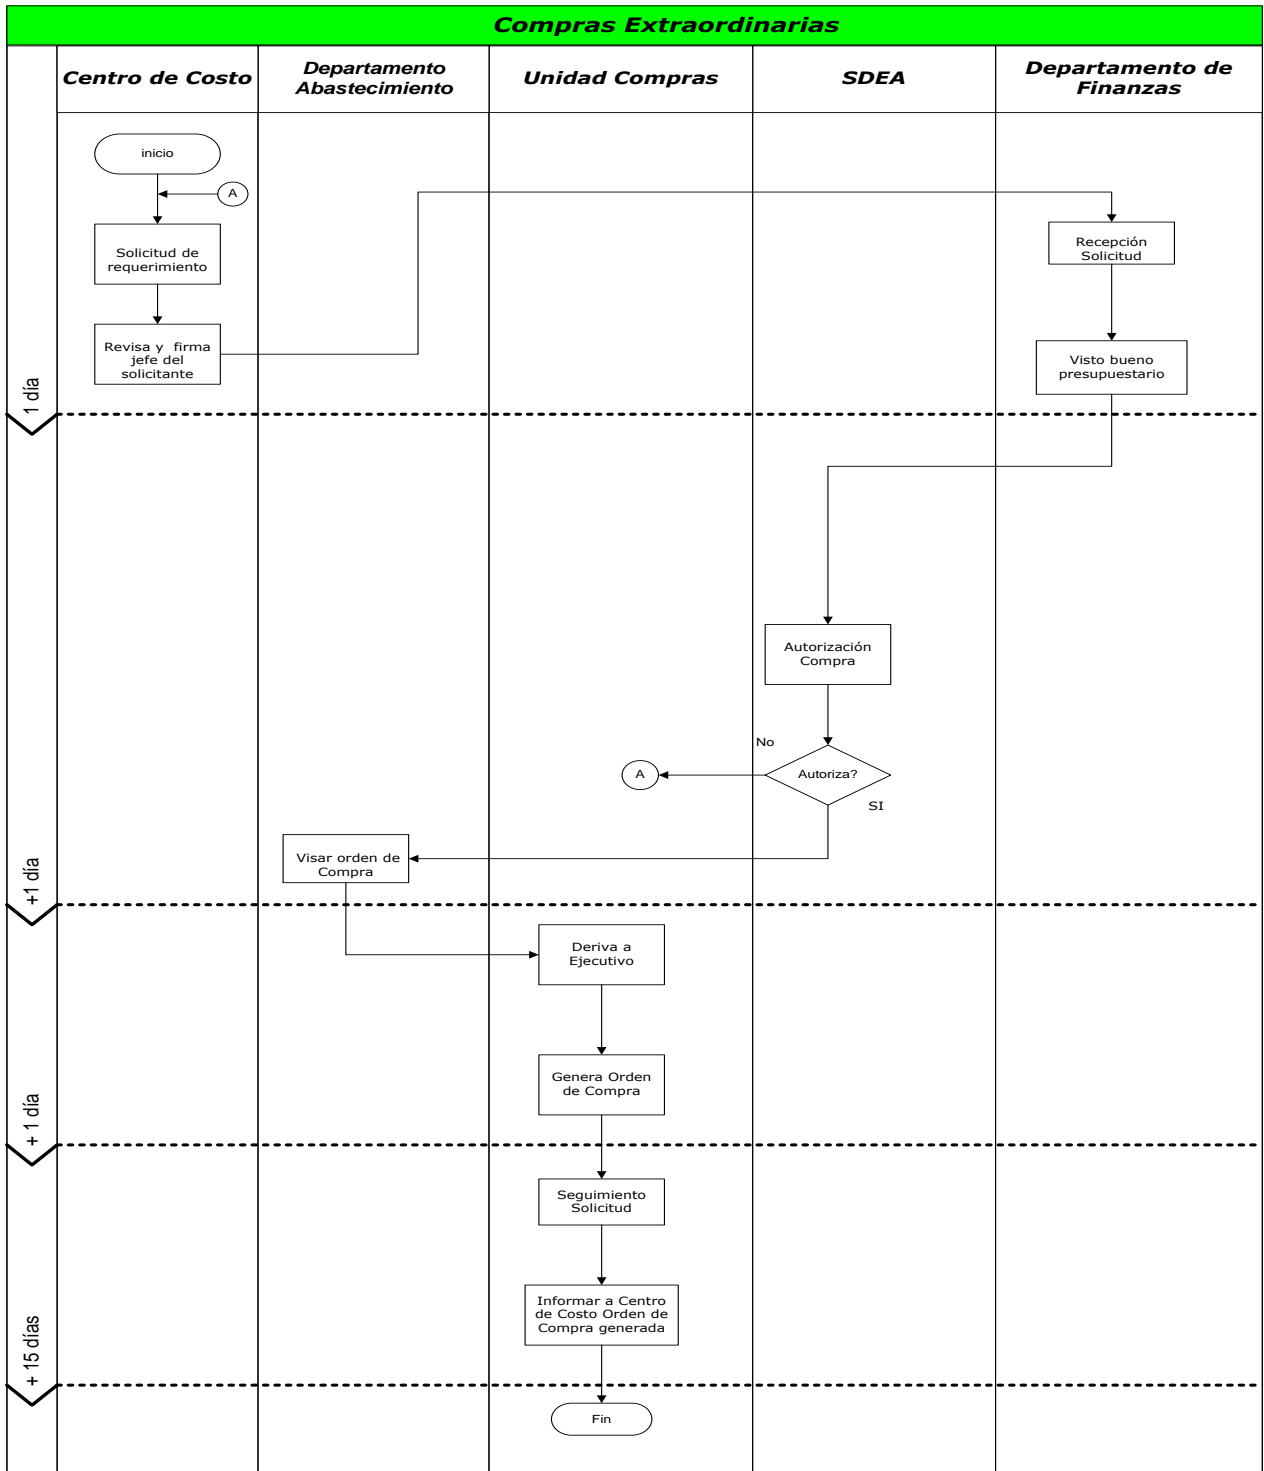 Compras Extraordinarias
Centro de Costo
Departamento
Abastecimiento
Unidad Compras
SDEA
Departamento de
Finanzas
inicio
A
Solicitud de
requerimiento
Recepción
Solicitud
Revisa y firma
jefe del
solicitante
Visto bueno
presupuestario
1 día
Autorización
Compra
No
A
Autoriza?
SI
Visar orden de
Compra
+1 día
Deriva a
Ejecutivo
Genera Orden
de Compra
+ 1 día
Seguimiento
Solicitud
Informar a Centro
de Costo Orden de
Compra generada
+ 15 días
Fin